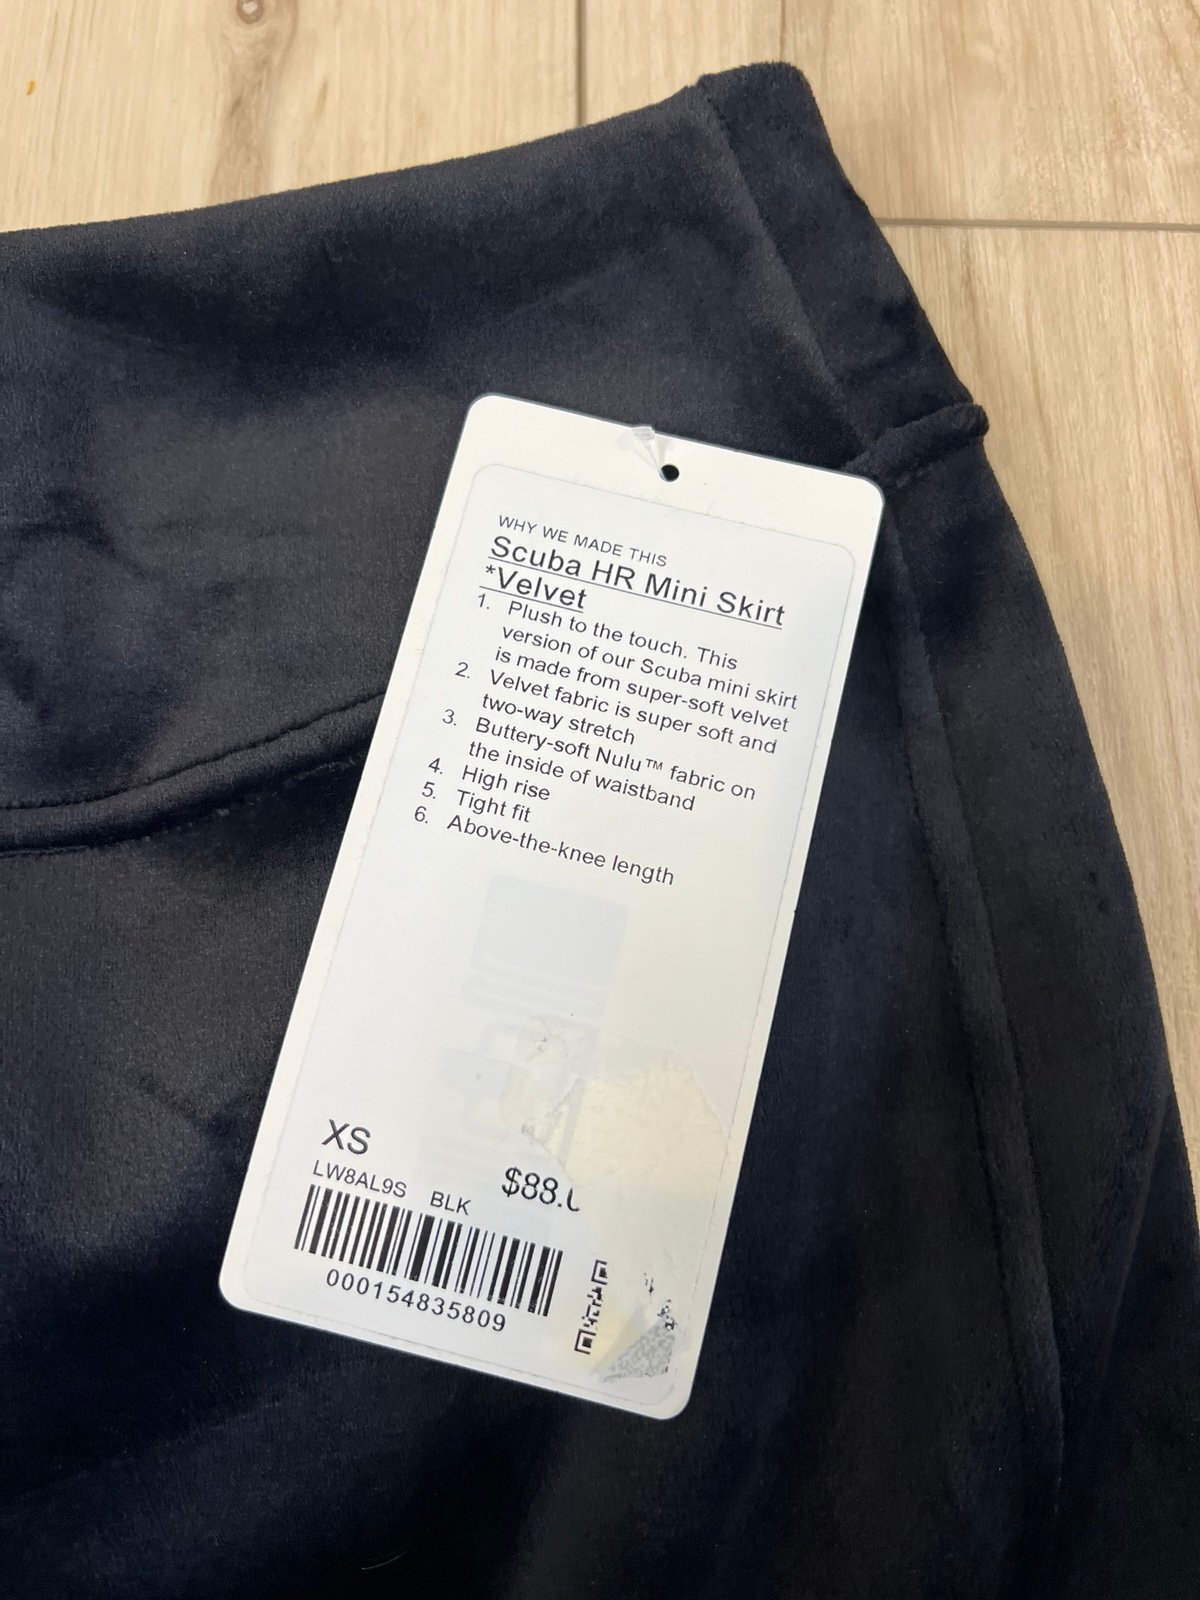 WHY WE MADE THIS
Scuba HR Mini Skirt
*Velvet
1. Plush to the touch. This
version of our Scuba mini skirt
is made from super-soft velvet
2. Velvet fabric is super soft and
two-way stretch
3. Buttery-soft Nulu™ fabric on
the inside of waistband
4. High rise
5. Tight fit
6. Above-the-knee length
XS
$88.
LW8AL9S BLK
000154835809